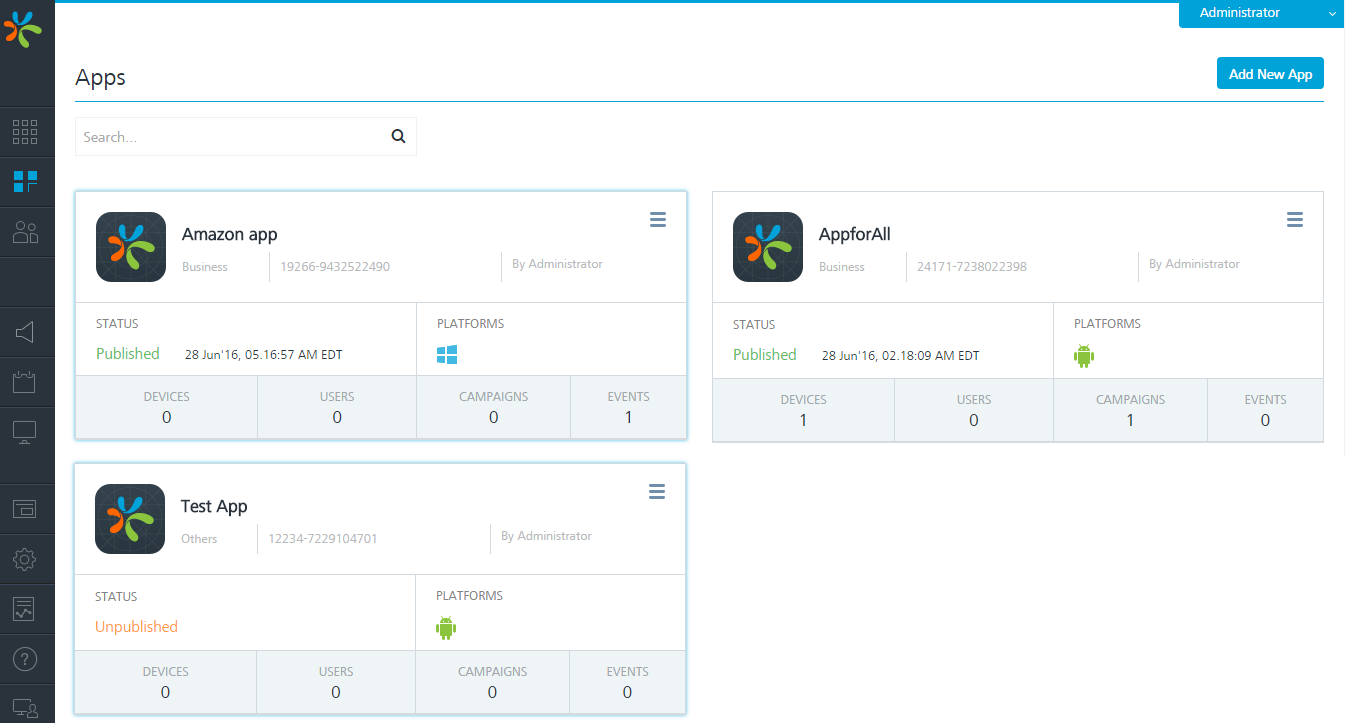 Administrator
Apps
Add New App
Search...
Amazon app
Business 19266-9432522490 By Administrator
STATUS PLATFORMS
Published 28 Jun'16, 05.16:57 AM EDT
DEVICES USERS CAMPAIGNS EVENTS
0 0 0 1
AppforAll
Business 24171-7238022398 By Administrator
STATUS PLATFORMS
Published 28 Jun'16, 02.18:09 AM EDT
DEVICES USERS CAMPAIGNS EVENTS
1 0 1 0
Test App
Others 12234-7229104701 By Administrator
STATUS PLATFORMS
Unpublished
DEVICES USERS CAMPAIGNS EVENTS
0 0 0 0
?